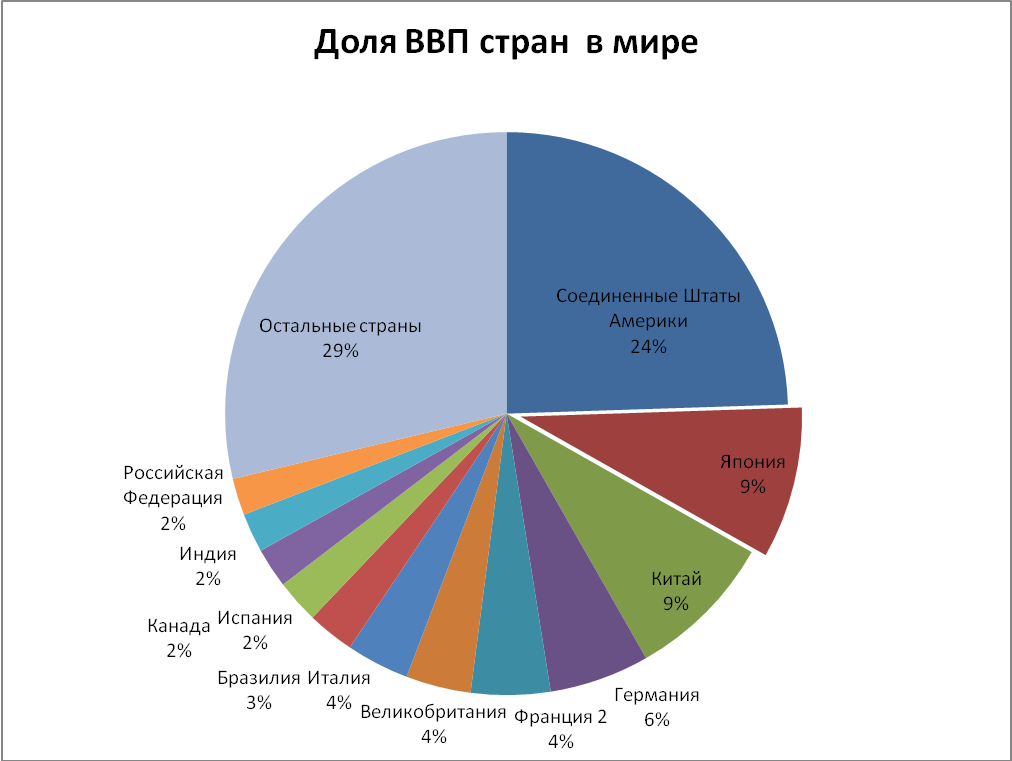 Доля ВВП стран  в мире
Соединенные Штаты
Америки
24%
Япония
9%
Китай
9%
Германия
6%
Франция 2
4%
Великобритания
4%
Италия
4%
Бразилия
3%
Испания
2%
Канада
2%
Индия
2%
Российская
Федерация
2%
Остальные страны
29%